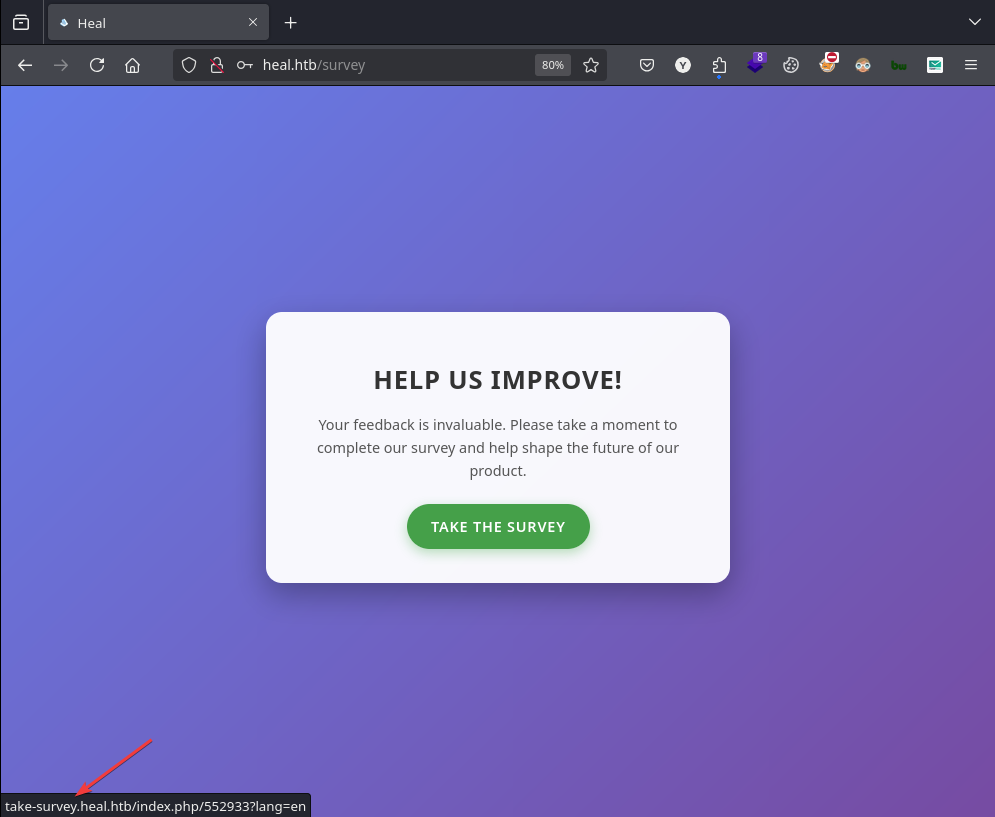 Heal
heal.htb/survey
80%
8
Y
HELP US IMPROVE!
Your feedback is invaluable. Please take a moment to
complete our survey and help shape the future of our
product.
TAKE THE SURVEY
take-survey.heal.htb/index.php/552933?lang=en